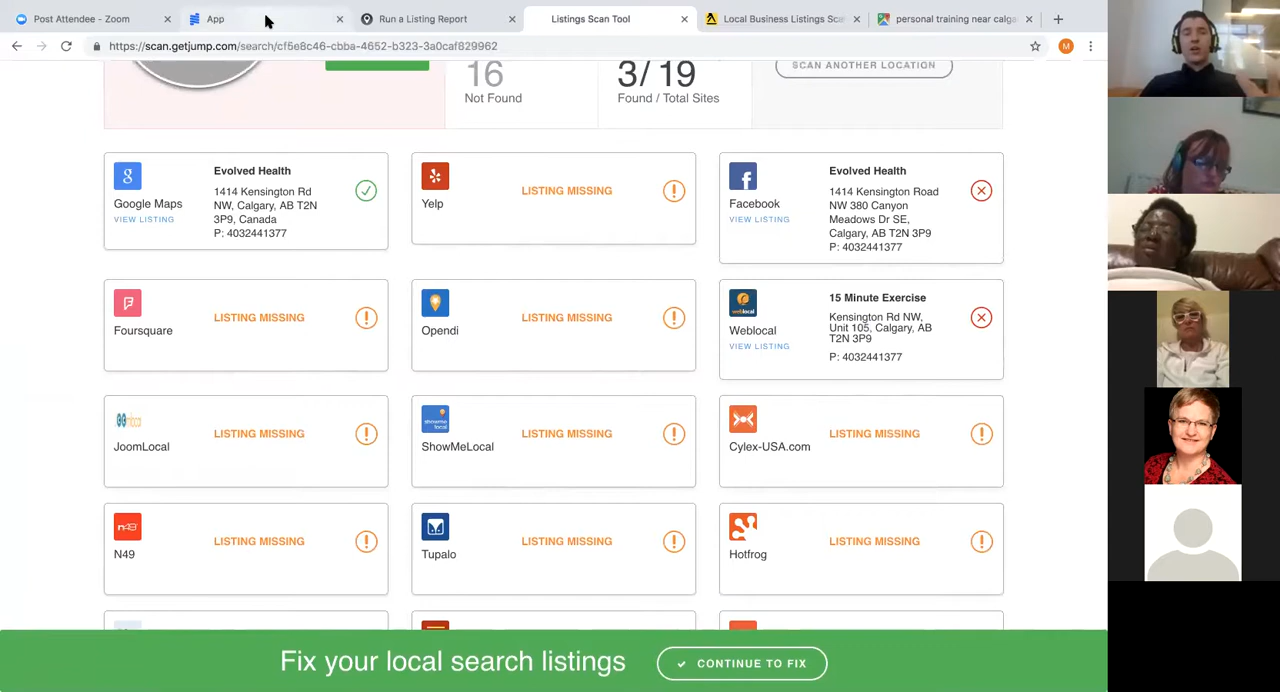 Post Attendee - Zoom
App
Run a Listing Report
Listings Scan Tool
Local Business Listings Sca
personal training near calga
https://scan.getjump.com/search/cf5e8c46-cbba-4652-b323-3a0caf829962
M
16
Not Found
3/ 19
Found / Total Sites
SCAN ANOTHER LOCATION
Google Maps
VIEW LISTING
Evolved Health
1414 Kensington Rd
NW, Calgary, AB T2N
3P9, Canada
P: 4032441377
Yelp
LISTING MISSING
Facebook
VIEW LISTING
Evolved Health
1414 Kensington Road
NW 380 Canyon
Meadows Dr SE,
Calgary, AB T2N 3P9
P: 4032441377
Foursquare
LISTING MISSING
Opendi
LISTING MISSING
weblocal
Weblocal
VIEW LISTING
15 Minute Exercise
Kensington Rd NW,
Unit 105, Calgary, AB
T2N 3P9
P: 4032441377
JoomLocal
LISTING MISSING
showme
local
ShowMeLocal
LISTING MISSING
Cylex-USA.com
LISTING MISSING
n49
N49
LISTING MISSING
Tupalo
LISTING MISSING
Hotfrog
LISTING MISSING
Fix your local search listings
CONTINUE TO FIX